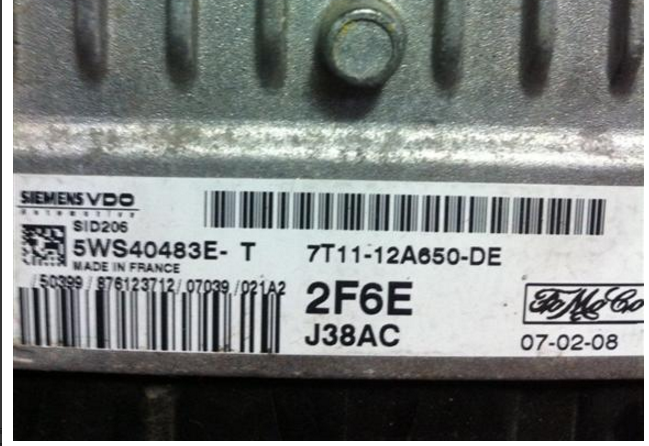 SIEMENS VDO
Automotive
SID206
5WS40483E- T
7T11-12A650-DE
MADE IN FRANCE
/50399 / 876123712/ 07039 /021A2
2F6E
FoMoCo
J38AC
07-02-08